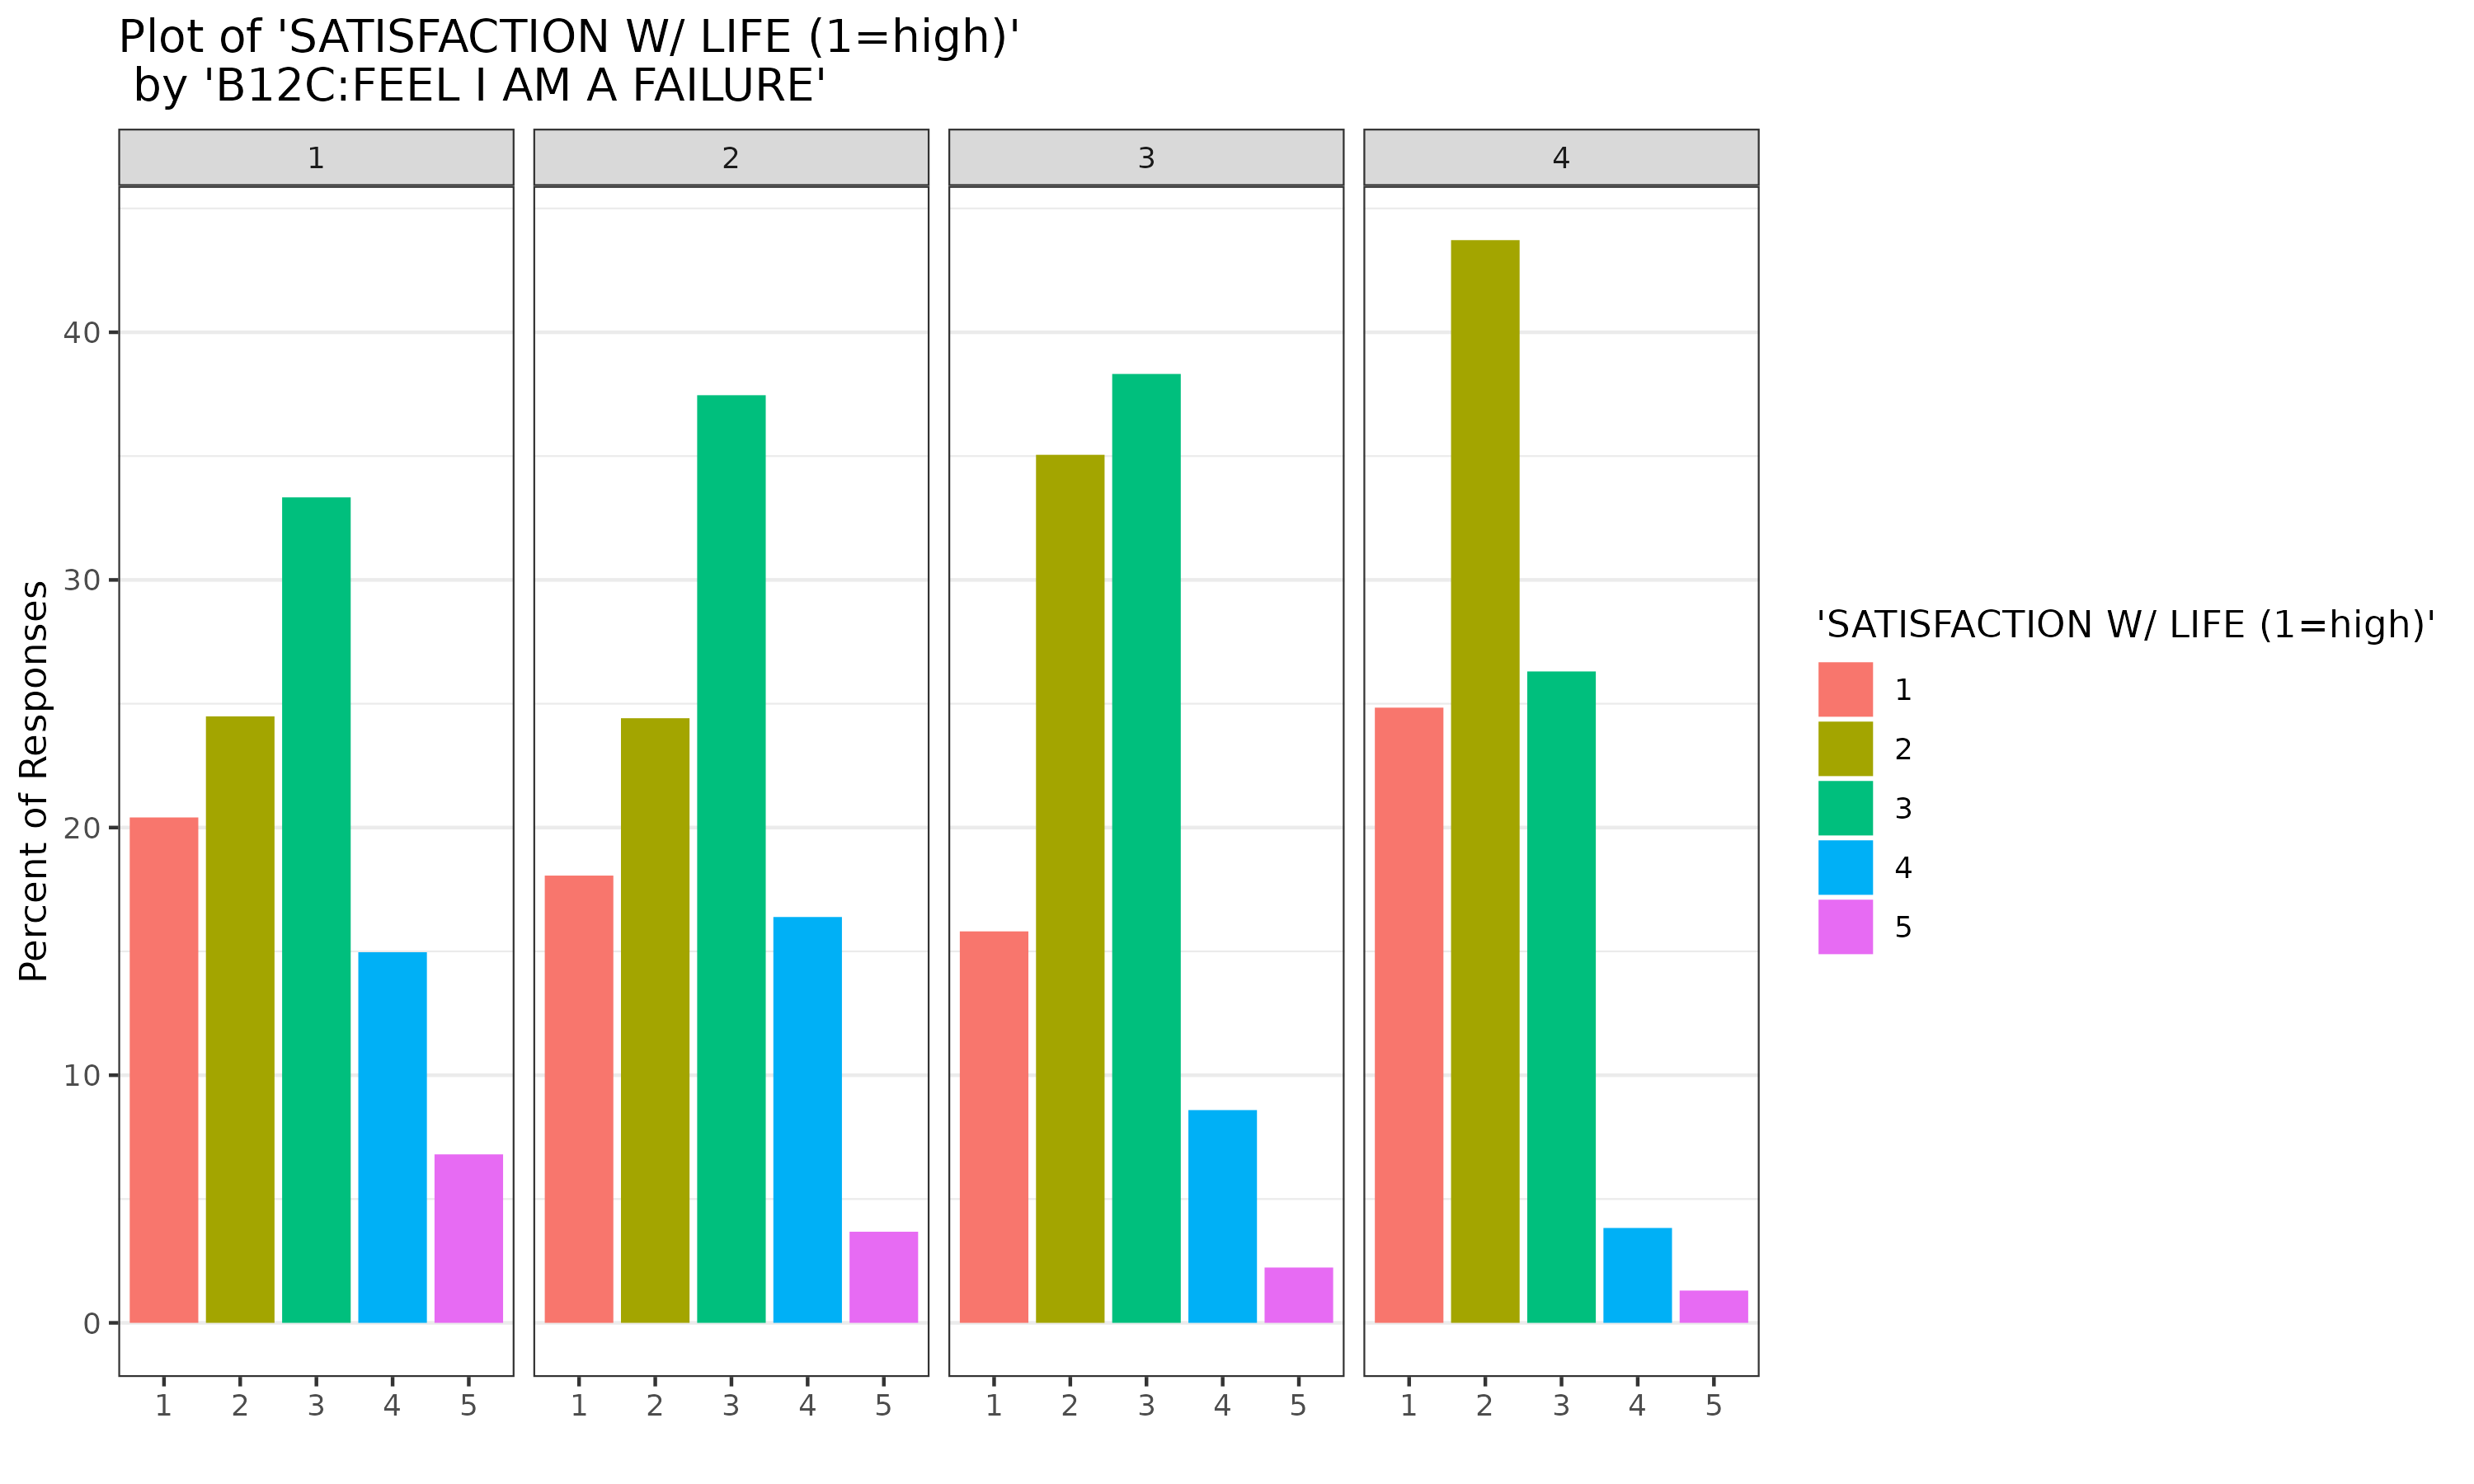 Plot of 'SATISFACTION W/ LIFE (1=high)'
by 'B12C:FEEL I AM A FAILURE'
1 2 3 4
Percent of Responses
40
30
20
10
0
1 2 3 4 5 1 2 3 4 5 1 2 3 4 5 1 2 3 4 5
'SATISFACTION W/ LIFE (1=high)'
1
2
3
4
5